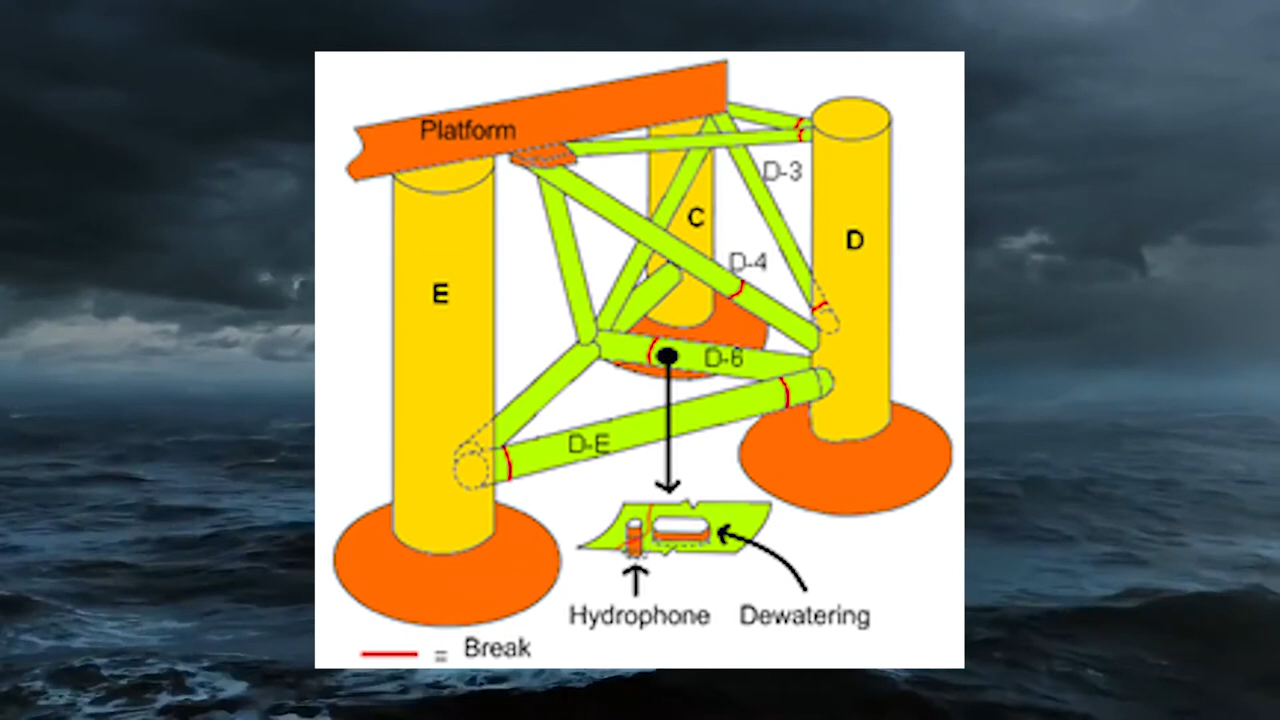 Platform
D-3
C
D
D-4
E
D-6
D-E
Hydrophone
Dewatering
= Break